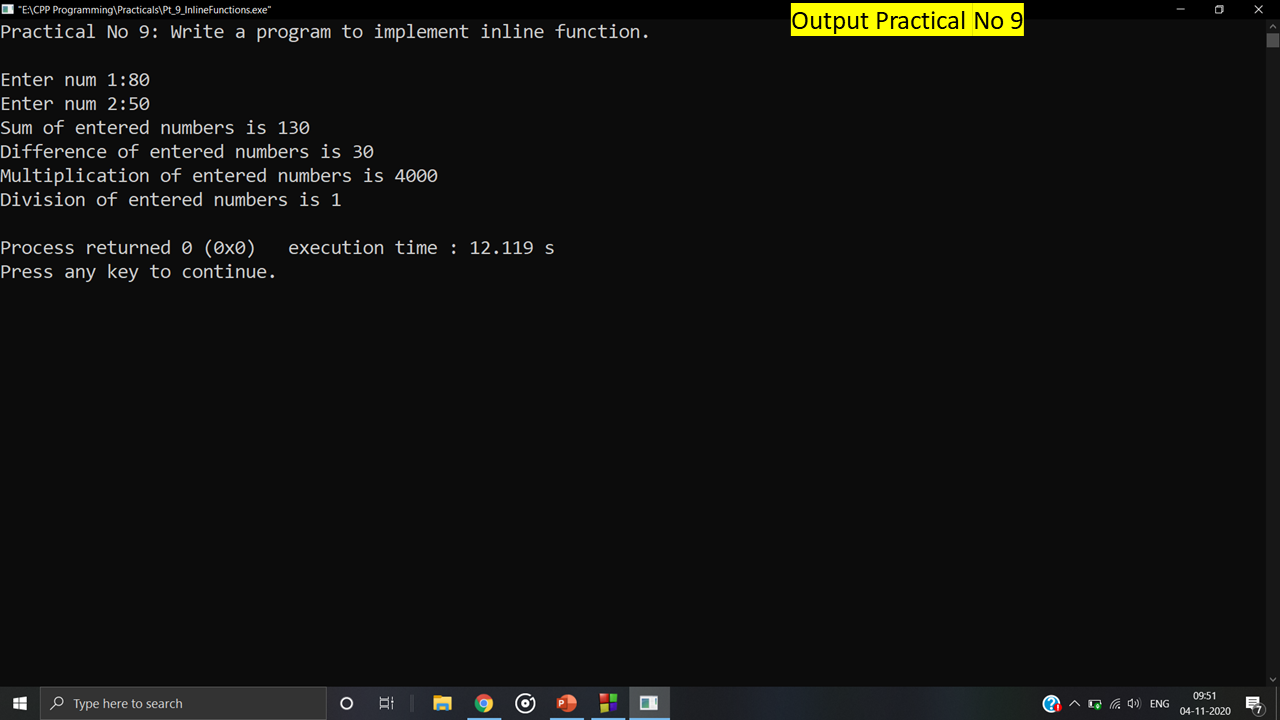 "E:\CPP Programming\Practicals\Pt_9_InlineFunctions.exe"
Output Practical No 9
Practical No 9: Write a program to implement inline function.
Enter num 1:80
Enter num 2:50
Sum of entered numbers is 130
Difference of entered numbers is 30
Multiplication of entered numbers is 4000
Division of entered numbers is 1
Process returned 0 (0x0)   execution time : 12.119 s
Press any key to continue.
Type here to search
ENG
09:51
04-11-2020
7